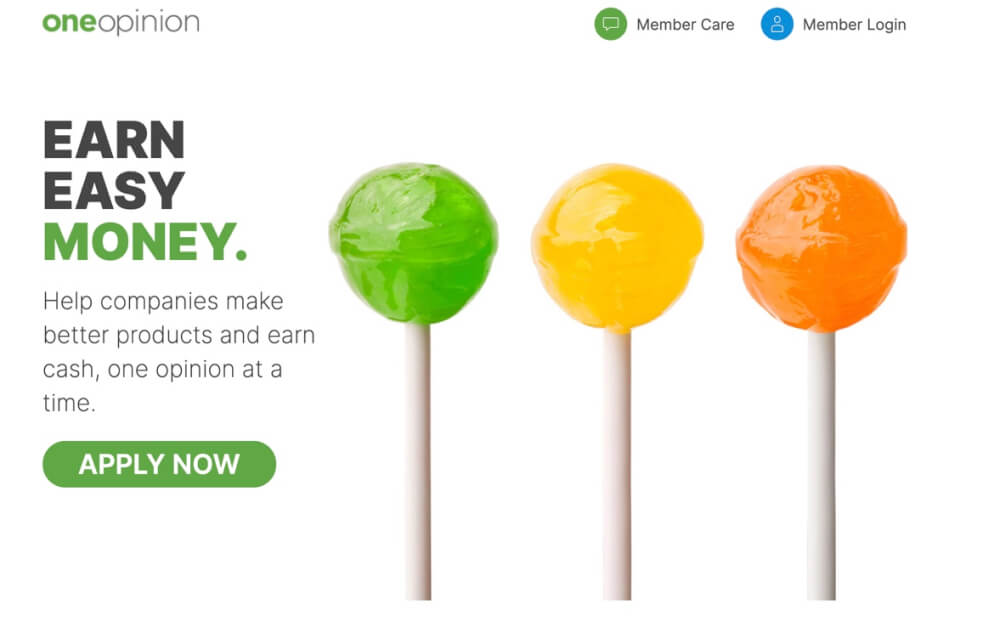 oneopinion
Member Care
Member Login
EARN
EASY
MONEY.
Help companies make
better products and earn
cash, one opinion at a
time.
APPLY NOW